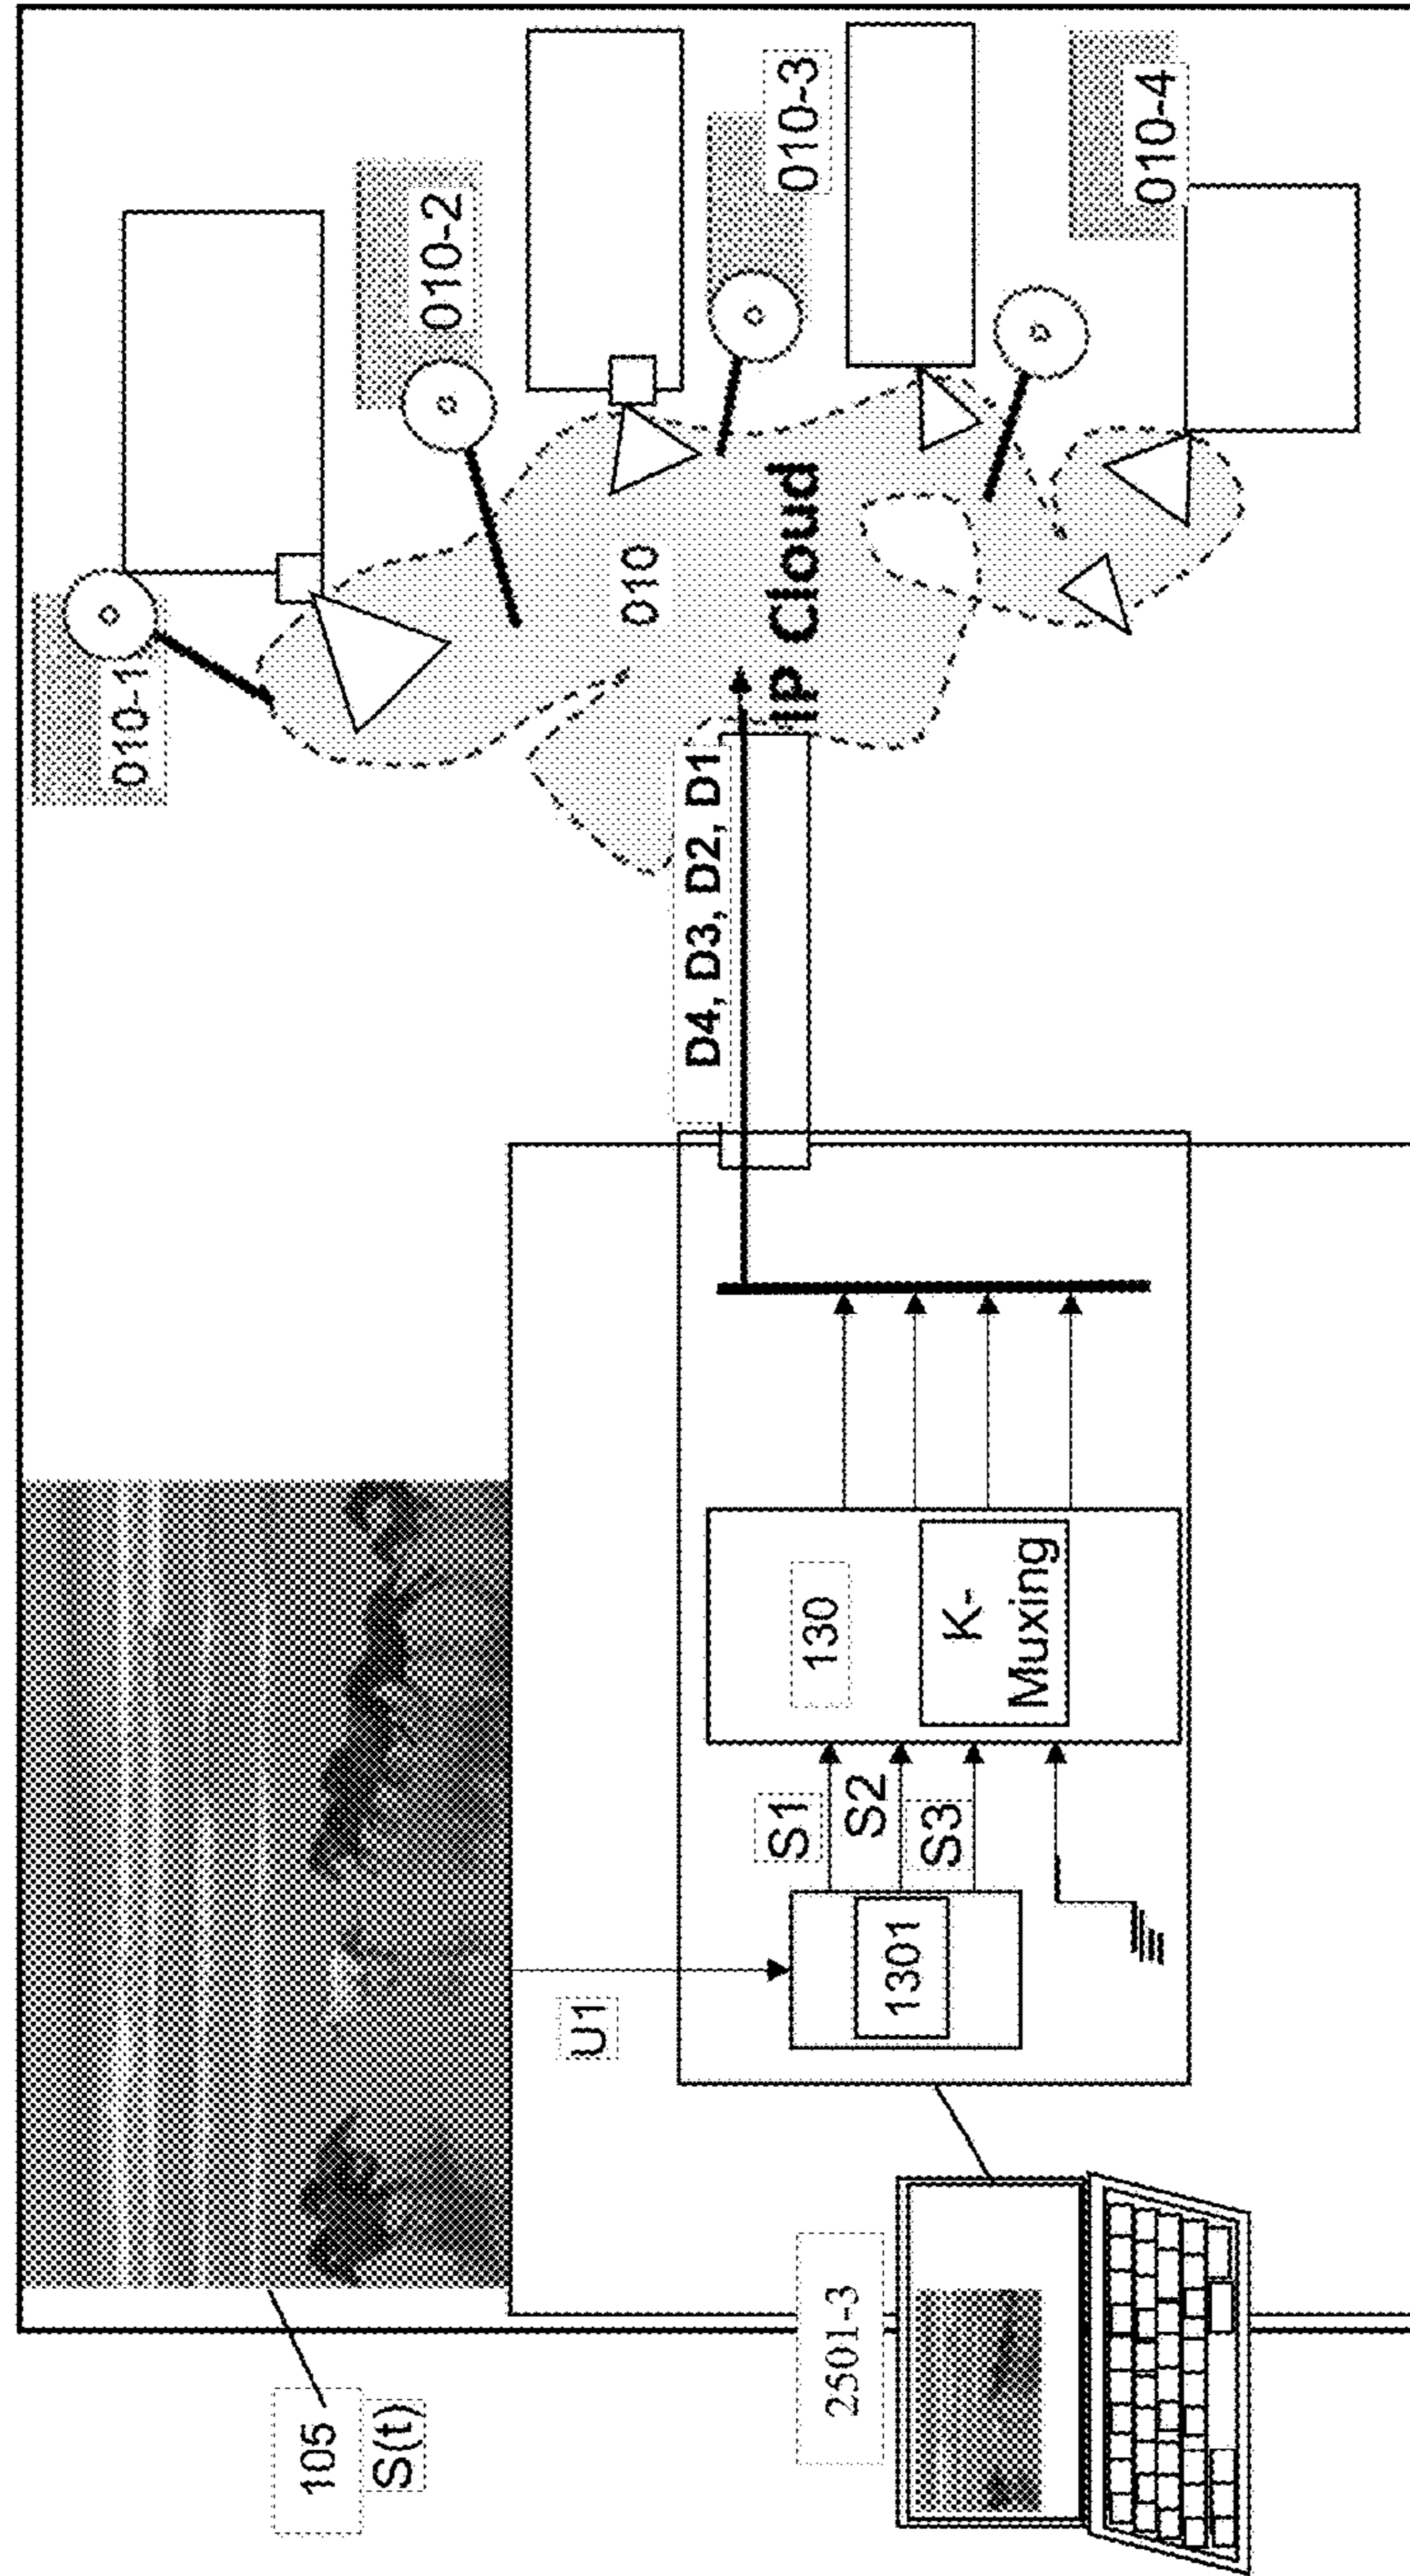 105
S(t)
2501-3
U1
1301
S1
S2
S3
130
K-
Muxing
D4, D3, D2, D1
010-1
010-2
010
IP Cloud
010-3
010-4